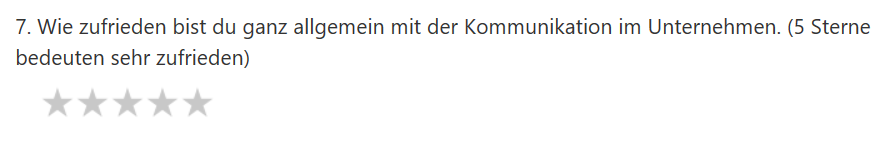 7. Wie zufrieden bist du ganz allgemein mit der Kommunikation im Unternehmen. (5 Sterne
bedeuten sehr zufrieden)